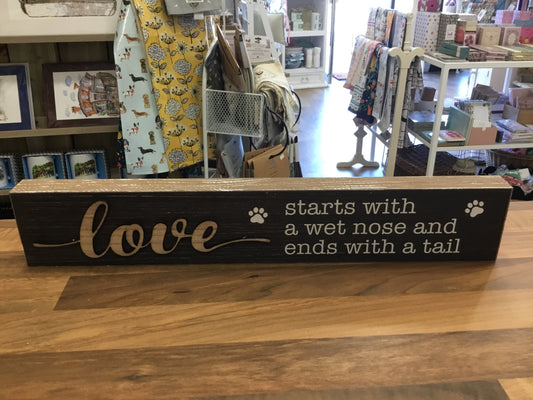 love
starts with
a wet nose and
ends with a tail